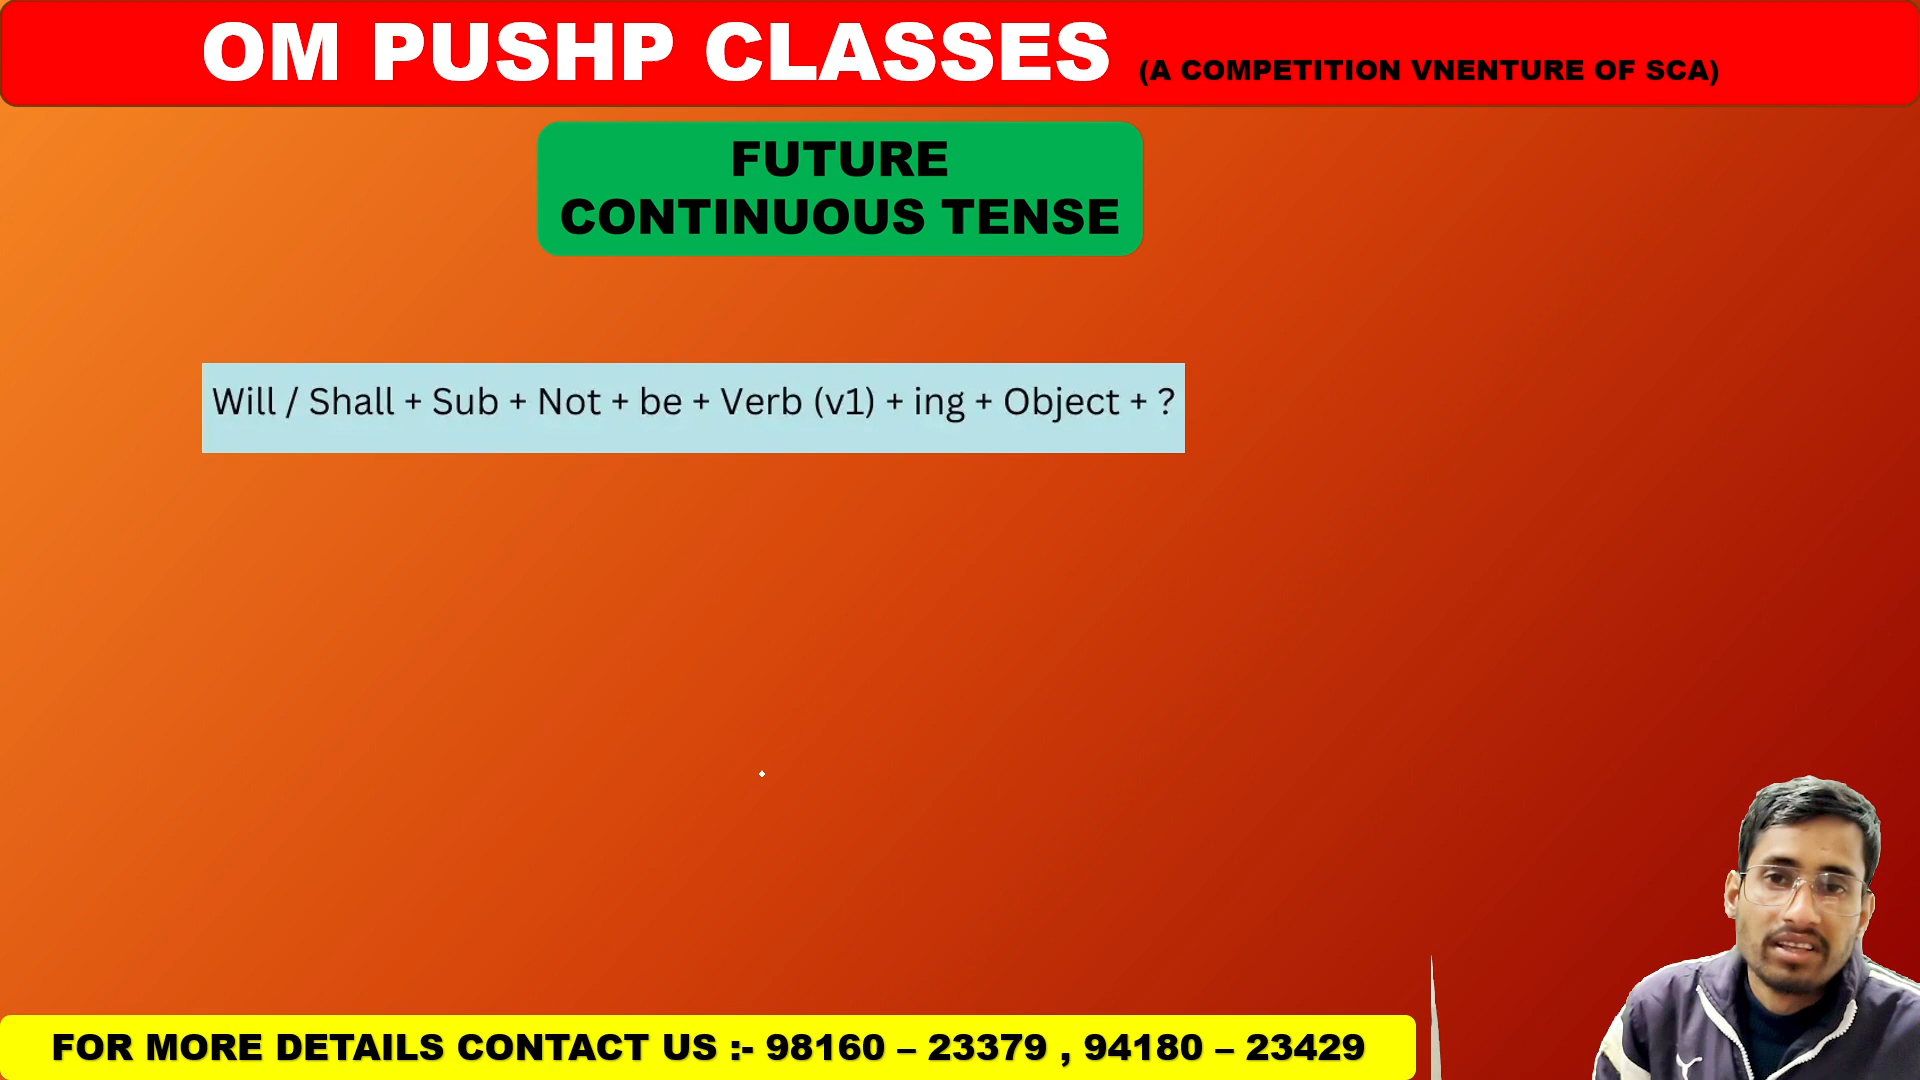 OM PUSHP CLASSES (A COMPETITION VNENTURE OF SCA)
FUTURE
CONTINUOUS TENSE
Will / Shall + Sub + Not + be + Verb (v1) + ing + Object + ?
FOR MORE DETAILS CONTACT US :- 98160 – 23379 , 94180 – 23429